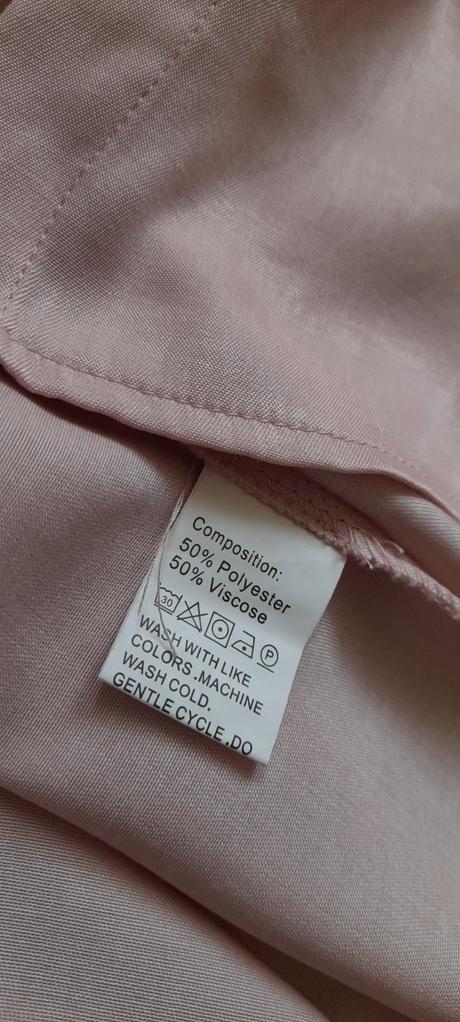 Composition:
50% Polyester
50% Viscose
30 P
WASH WITH LIKE
COLORS .MACHINE
WASH COLD.
GENTLE CYCLE.DO